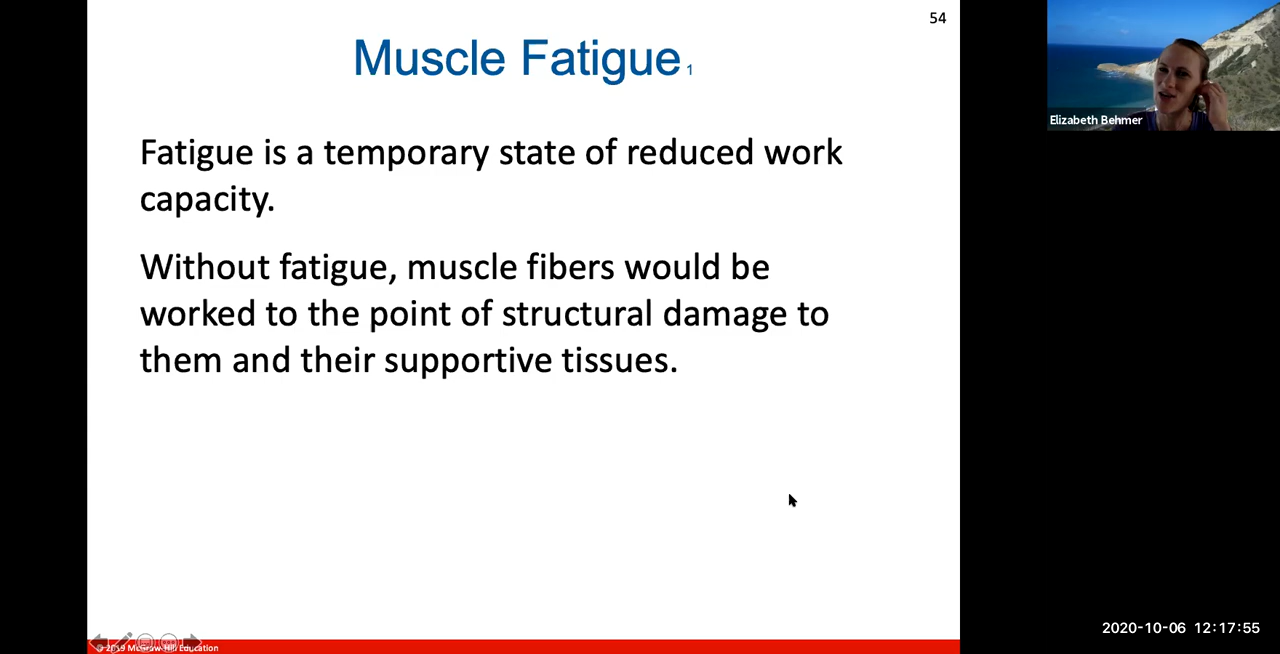 54
Muscle Fatigue 1
Elizabeth Behmer
Fatigue is a temporary state of reduced work
capacity.
Without fatigue, muscle fibers would be
worked to the point of structural damage to
them and their supportive tissues.
2020-10-06 12:17:55
© 2019 McGraw-Hill Education